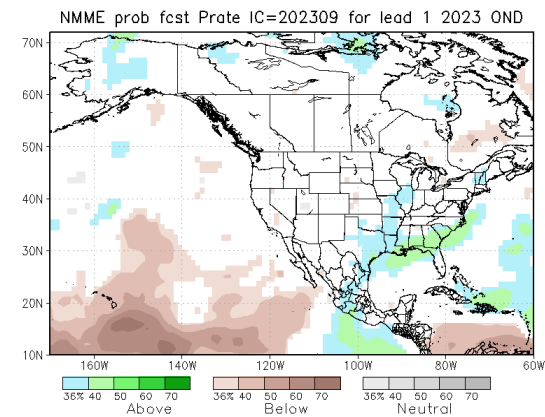 NMME prob fcst Prate IC=202309 for lead 1 2023 OND
70N
60N
50N
40N
30N
20N
10N
160W 140W 120W 100W 80W 60W
36% 40 50 60 70 36% 40 50 60 70 36% 40 50 60 70
Above Below Neutral